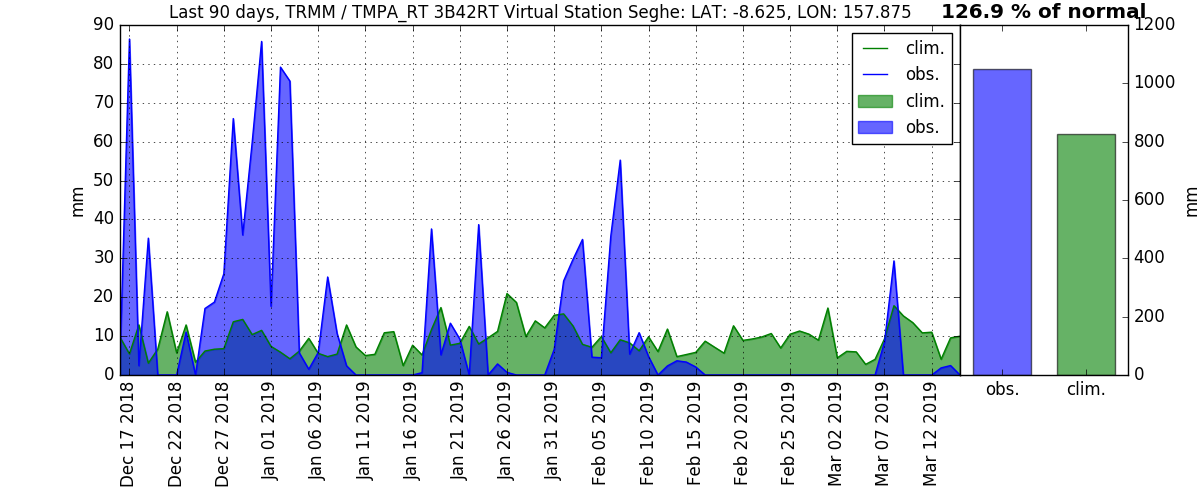 Last 90 days, TRMM / TMPA_RT 3B42RT Virtual Station Seghe: LAT: -8.625, LON: 157.875
126.9 % of normal
90
80
70
60
50
40
30
20
10
0
mm
clim.
obs.
clim.
obs.
1200
1000
800
600
400
200
0
mm
Dec 17 2018
Dec 22 2018
Dec 27 2018
Jan 01 2019
Jan 06 2019
Jan 11 2019
Jan 16 2019
Jan 21 2019
Jan 26 2019
Jan 31 2019
Feb 05 2019
Feb 10 2019
Feb 15 2019
Feb 20 2019
Feb 25 2019
Mar 02 2019
Mar 07 2019
Mar 12 2019
obs.
clim.